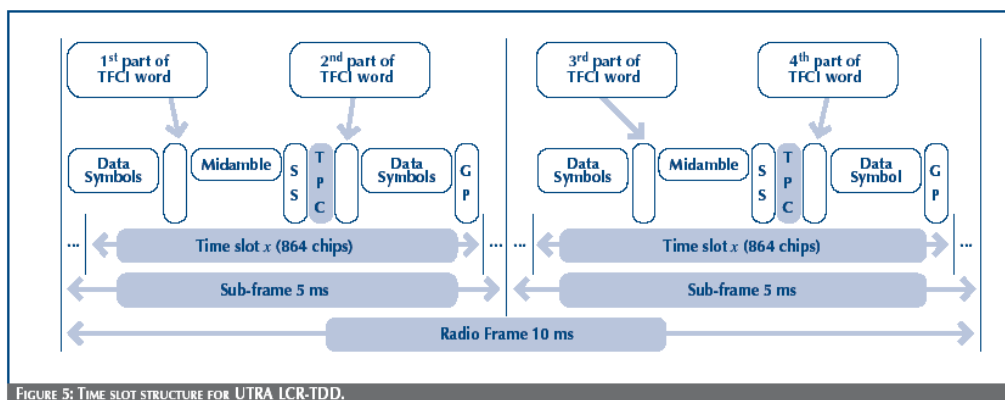 1st part of
TFCI word
2nd part of
TFCI word
3rd part of
TFCI word
4th part of
TFCI word
Data
Symbols
Midamble
S
S
T
P
C
Data
Symbols
G
P
Data
Symbols
Midamble
S
S
T
P
C
Data
Symbol
G
P
... Time slot x (864 chips) ... ... Time slot x (864 chips) ...
Sub-frame 5 ms
Sub-frame 5 ms
Radio Frame 10 ms
FIGURE 5: TIME SLOT STRUCTURE FOR UTRA LCR-TDD.